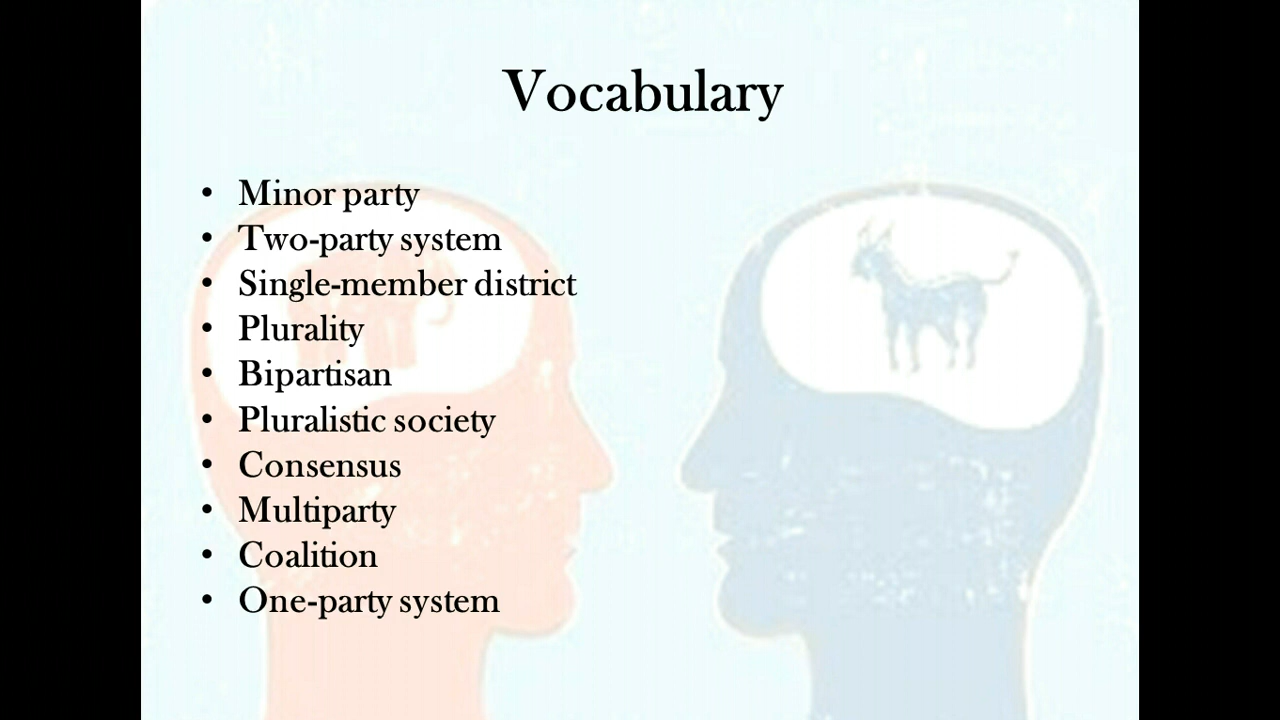 Vocabulary
• Minor party
• Two-party system
• Single-member district
• Plurality
• Bipartisan
• Pluralistic society
• Consensus
• Multiparty
• Coalition
• One-party system